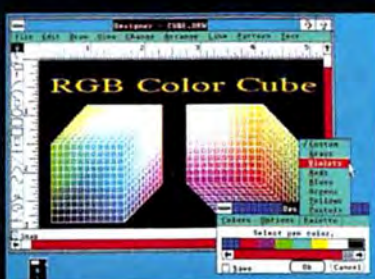 Designer - CUBE.DRW
File Edit Draw View Change Arrange Line Pattern Text
RGB Color Cube
Custom
Grays
Violets
Reds
Blues
Greens
Yellows
Pastels
Colors Options Palette
Select pen color.
Save
Ok
Cancel